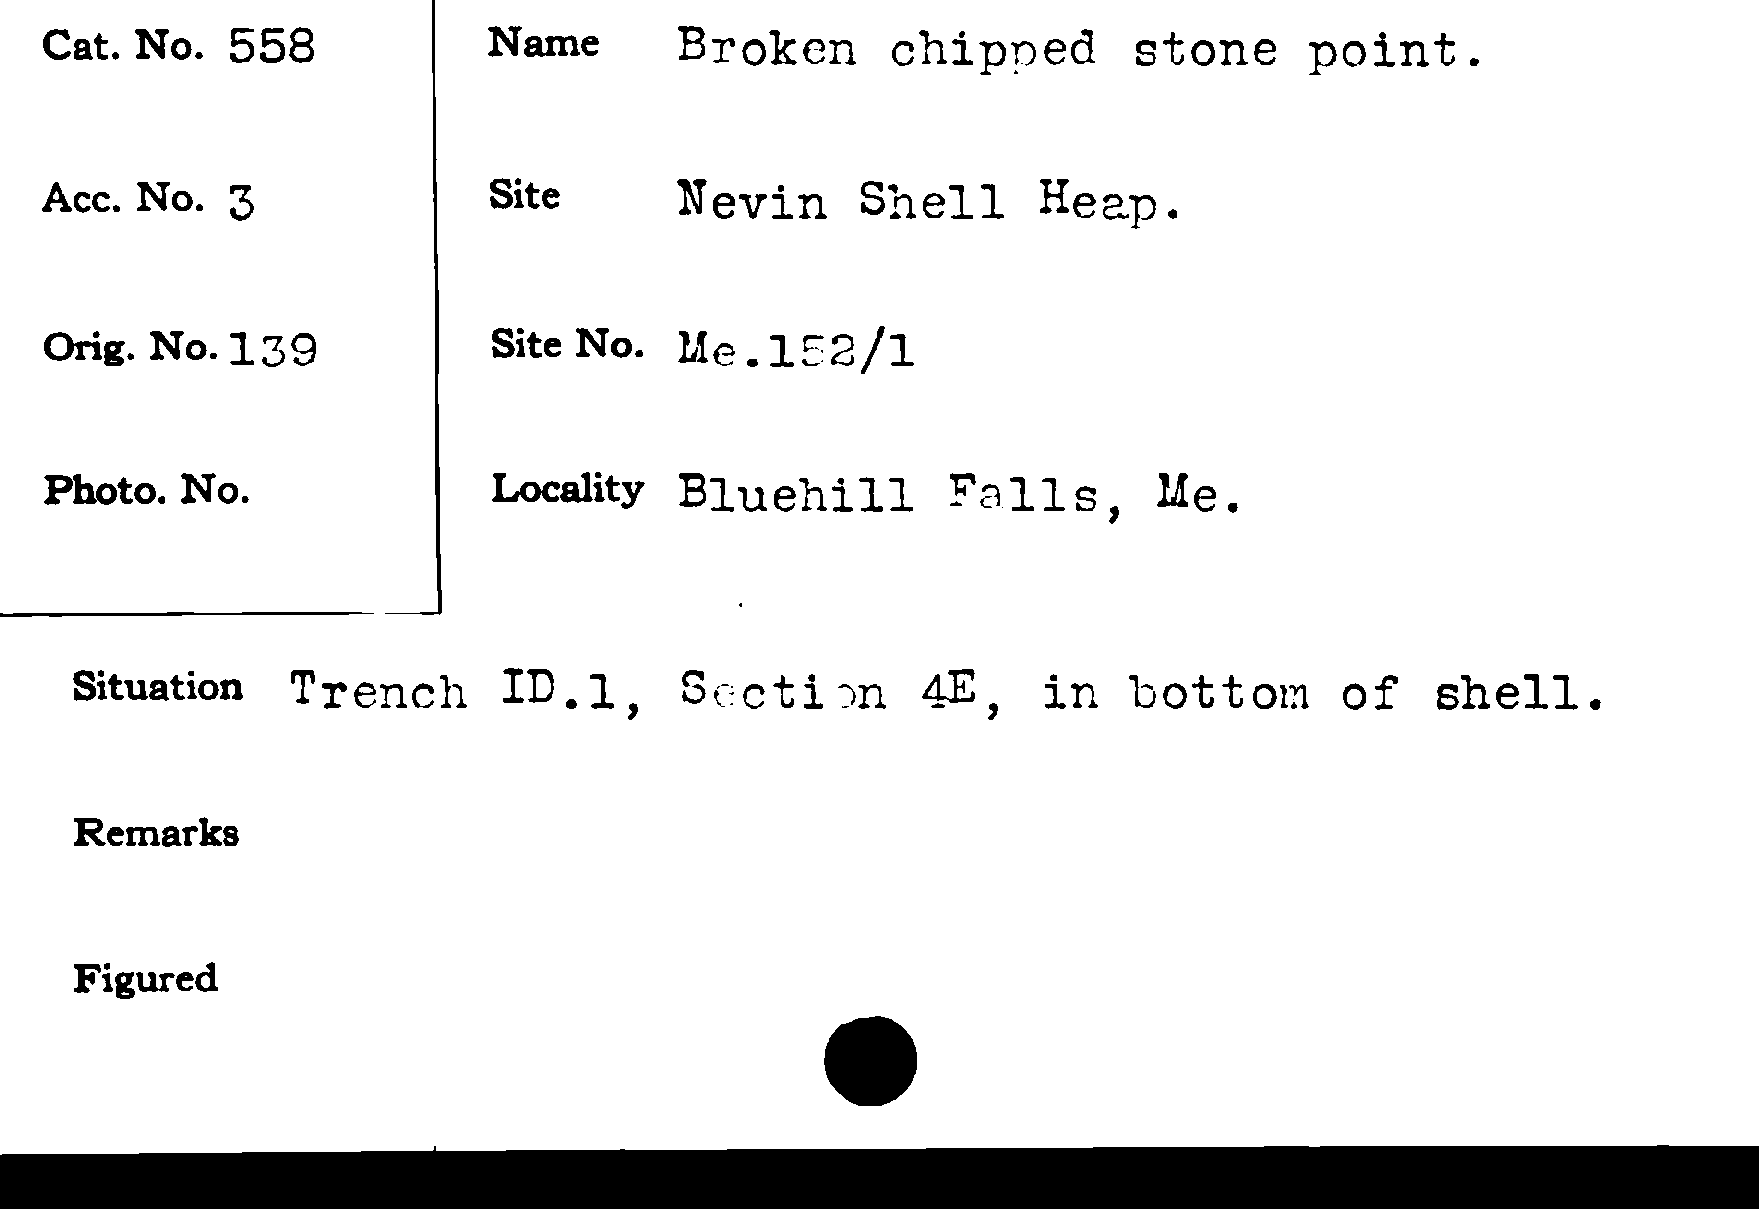 Cat. No. 558
Name Broken chipped stone point.
Acc. No. 3
Site Nevin Shell Heap.
Orig. No. 139
Site No. Me.152/1
Photo. No.
Locality Bluehill Falls, Me.
Situation Trench ID.1, Section 4E, in bottom of shell.
Remarks
Figured